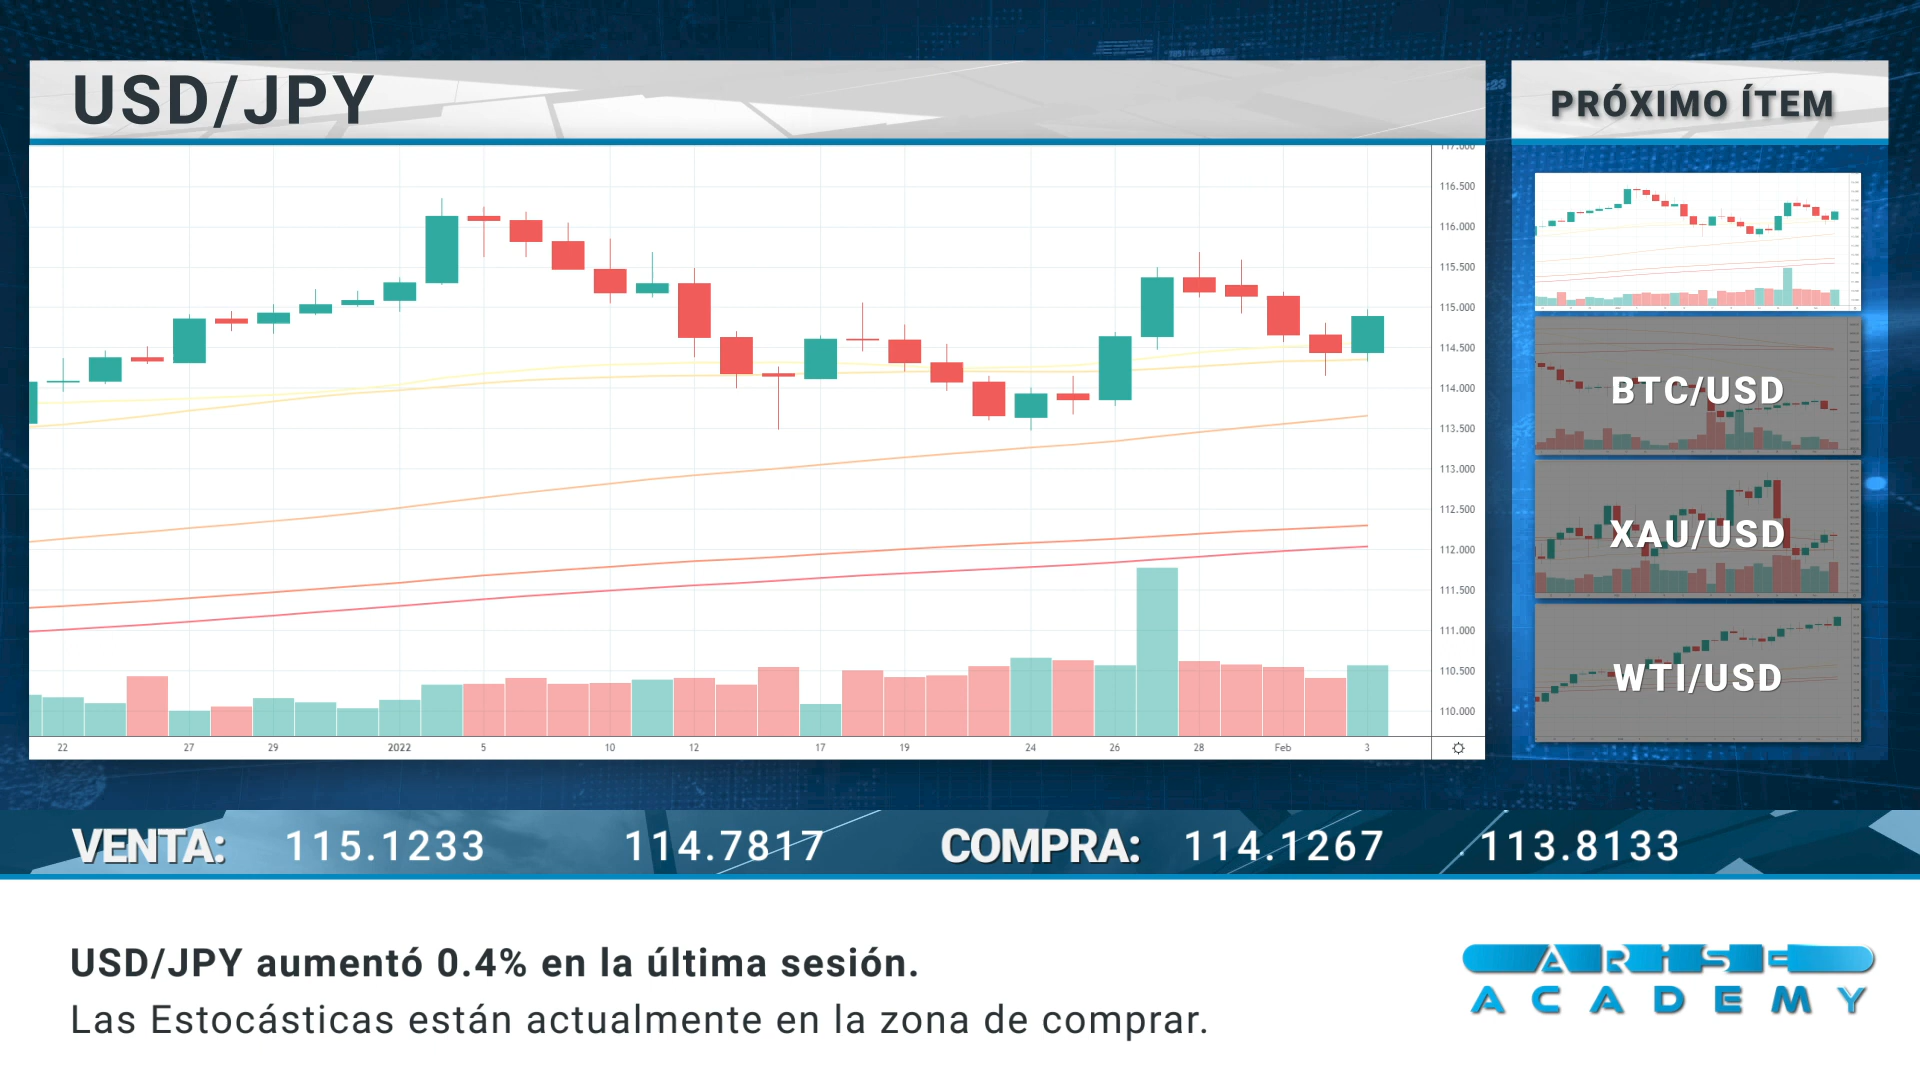 USD/JPY
PRÓXIMO ÍTEM
117.000
116.500
116.000
115.500
115.000
114.500
114.000
113.500
113.000
112.500
112.000
111.500
111.000
110.500
110.000
22 27 29 2022 5 10 12 17 19 24 26 28 Feb 3
BTC/USD
XAU/USD
WTI/USD
VENTA: 115.1233 114.7817 COMPRA: 114.1267 113.8133
USD/JPY aumentó 0.4% en la última sesión.
Las Estocásticas están actualmente en la zona de comprar.
ARISE
ACADEMY